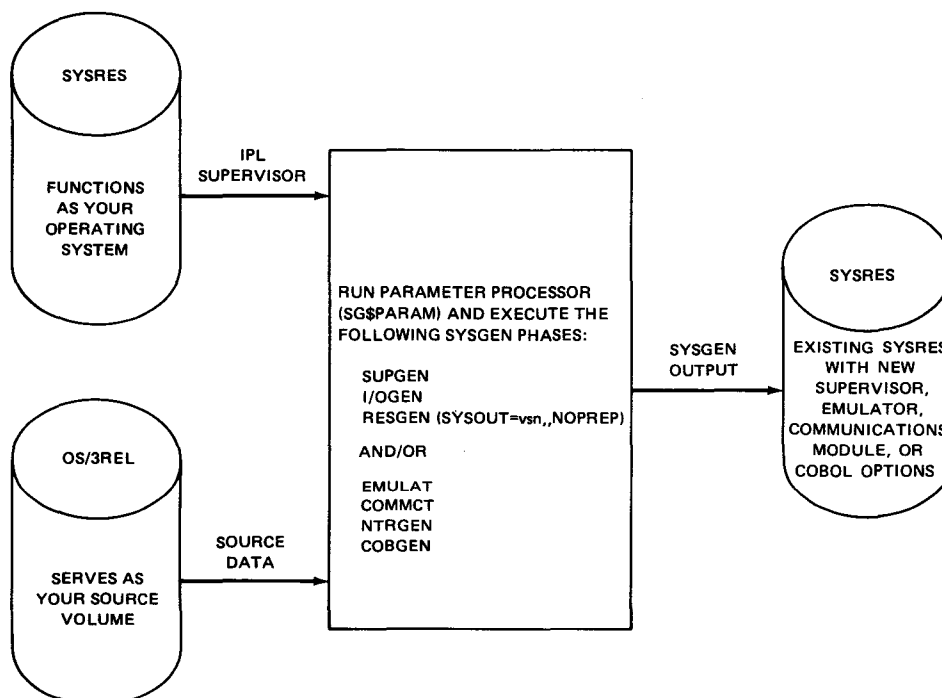 SYSRES
FUNCTIONS
AS YOUR
OPERATING
SYSTEM
IPL
SUPERVISOR
OS/3REL
SERVES AS
YOUR SOURCE
VOLUME
SOURCE
DATA
RUN PARAMETER PROCESSOR
(SG$PARAM) AND EXECUTE THE
FOLLOWING SYSGEN PHASES:
SUPGEN
I/OGEN
RESGEN (SYSOUT=vsn,,NOPREP)
AND/OR
EMULAT
COMMCT
NTRGEN
COBGEN
SYSGEN
OUTPUT
SYSRES
EXISTING SYSRES
WITH NEW
SUPERVISOR,
EMULATOR,
COMMUNICATIONS
MODULE, OR
COBOL OPTIONS